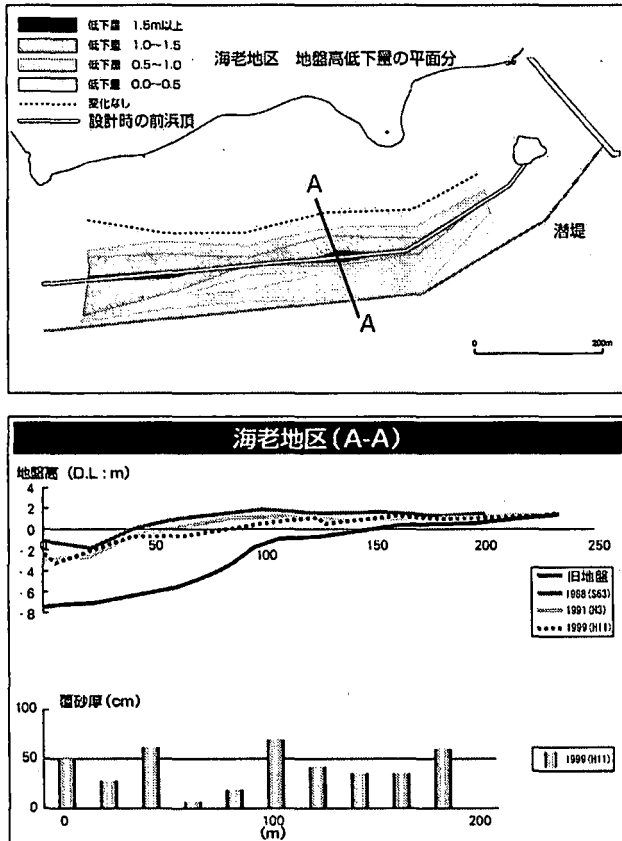 低下量 1.5m以上
低下量 1.0〜1.5
低下量 0.5〜1.0
低下量 0.0〜0.5
変化なし
設計時の前浜頂
海老地区 地盤高低下量の平面分
A
A
潜堤
0 200m
海老地区(A-A)
地盤高 (D.L:m)
4
2
0
-2
-4
-6
-8
0 50 100 150 200 250
旧地盤
1988(S63)
1991(H3)
1999(H11)
覆砂厚(cm)
100
50
0
1999(H11)
0 100 200
(m)